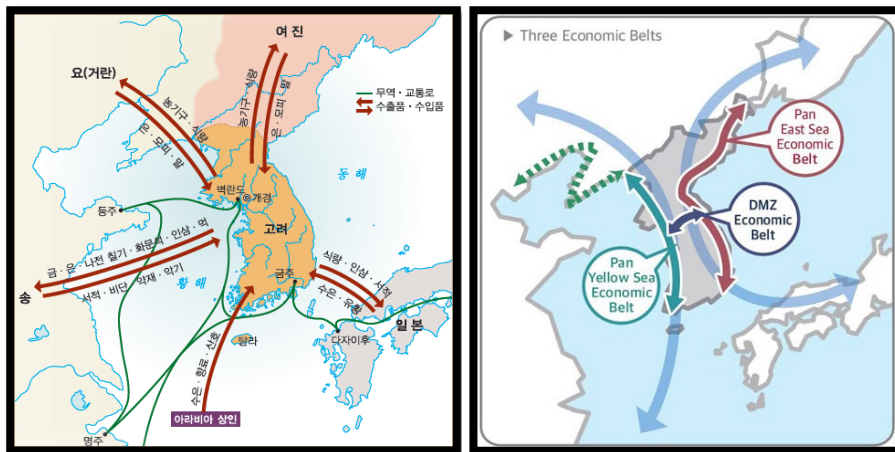 여 진
요(거란)
무역·교통로
수출품·수입품
농기구·식량
은·모피·말
농기구·식량
은·모피·말
동 해
벽란도
◎개경
등주
고려
금·은·나전 칠기·화문석·인삼·먹
서적·비단·약재·악기
송
황 해
금주
식량·인삼·서적
수은·유황
일본
탐라
다자이후
수은·향료·산호
아라비아 상인
명주
▶ Three Economic Belts
Pan
East Sea
Economic
Belt
DMZ
Economic
Belt
Pan
Yellow Sea
Economic
Belt